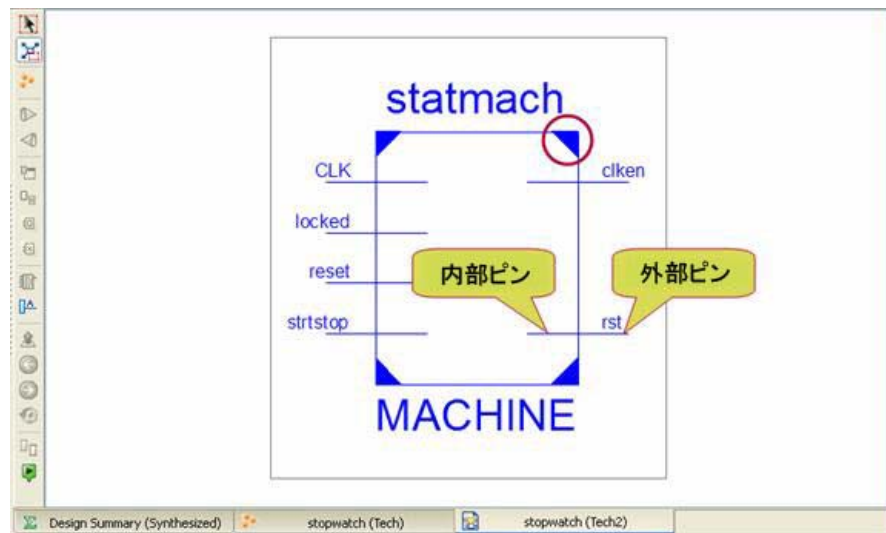 statmach
CLK
clken
locked
reset
内部ピン
外部ピン
strtstop
rst
MACHINE
Design Summary (Synthesized)
stopwatch (Tech)
stopwatch (Tech2)